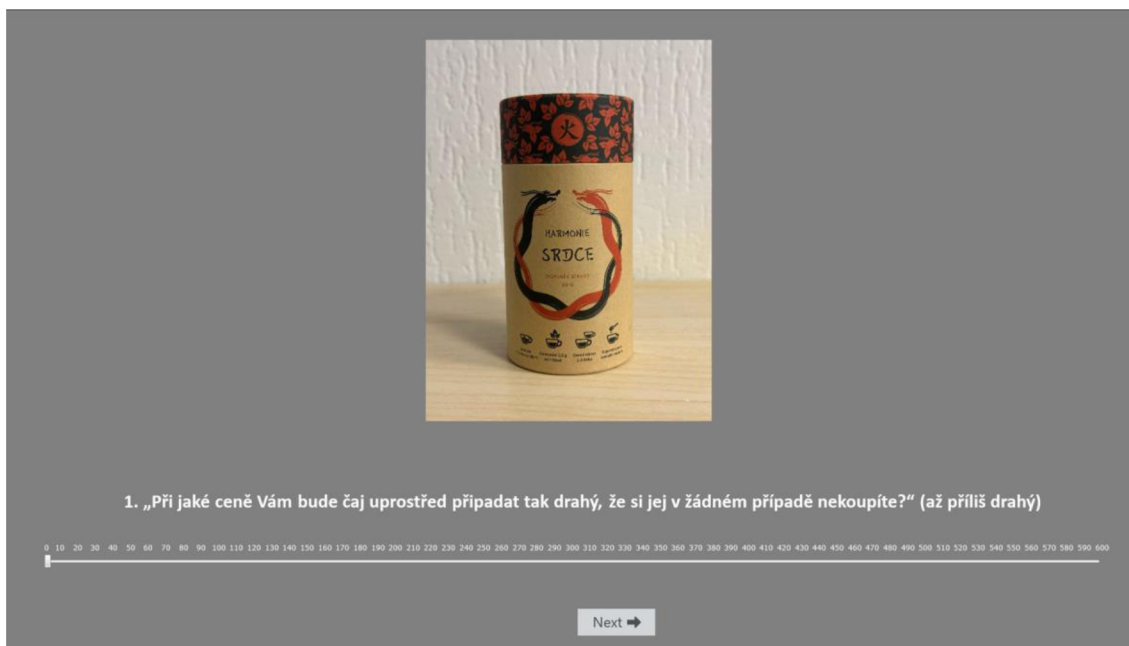 火
HARMONIE
SRDCE
DOPLNĚK STRAVY
1. „Při jaké ceně Vám bude čaj uprostřed připadat tak drahý, že si jej v žádném případě nekoupíte?“ (až příliš drahý)
0 10 20 30 40 50 60 70 80 90 100 110 120 130 140 150 160 170 180 190 200 210 220 230 240 250 260 270 280 290 300 310 320 330 340 350 360 370 380 390 400 410 420 430 440 450 460 470 480 490 500 510 520 530 540 550 560 570 580 590 600
Next